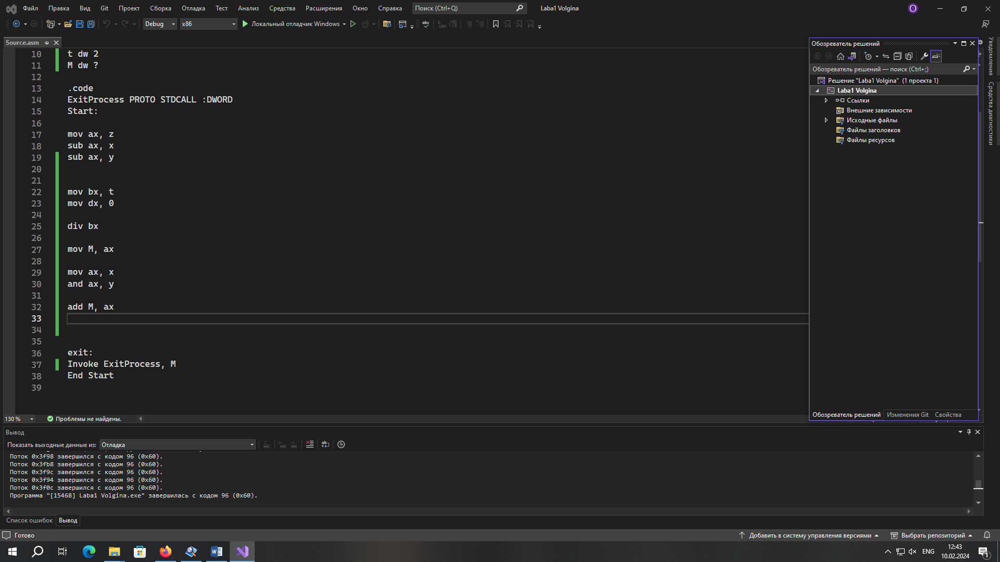 Файл Правка Вид Git Проект Сборка Отладка Тест Анализ Средства Расширения Окно Справка Поиск (Ctrl+Q) Laba1 Volgina O
Debug x86 Локальный отладчик Windows
Source.asm
10 t dw 2
11 M dw ?
12
13 .code
14 ExitProcess PROTO STDCALL :DWORD
15 Start:
16
17 mov ax, z
18 sub ax, x
19 sub ax, y
20
21
22 mov bx, t
23 mov dx, 0
24
25 div bx
26
27 mov M, ax
28
29 mov ax, x
30 and ax, y
31
32 add M, ax
33
34
35
36 exit:
37 Invoke ExitProcess, M
38 End Start
39
130 % Проблемы не найдены.
Обозреватель решений
Обозреватель решений — поиск (Ctrl+;)
Решение "Laba1 Volgina" (1 проекта 1)
Laba1 Volgina
Ссылки
Внешние зависимости
Исходные файлы
Файлы заголовков
Файлы ресурсов
Обозреватель решений Изменения Git Свойства
Уведомления
Средства диагностики
Вывод
Показать выходные данные из: Отладка
Поток 0x3f98 завершился с кодом 96 (0x60).
Поток 0x3fb8 завершился с кодом 96 (0x60).
Поток 0x3f9c завершился с кодом 96 (0x60).
Поток 0x3f94 завершился с кодом 96 (0x60).
Поток 0x3f0c завершился с кодом 96 (0x60).
Программа "[15468] Laba1 Volgina.exe" завершилась с кодом 96 (0x60).
Список ошибок Вывод
Готово Добавить в систему управления версиями Выбрать репозиторий
ENG 12:43
10.02.2024 1